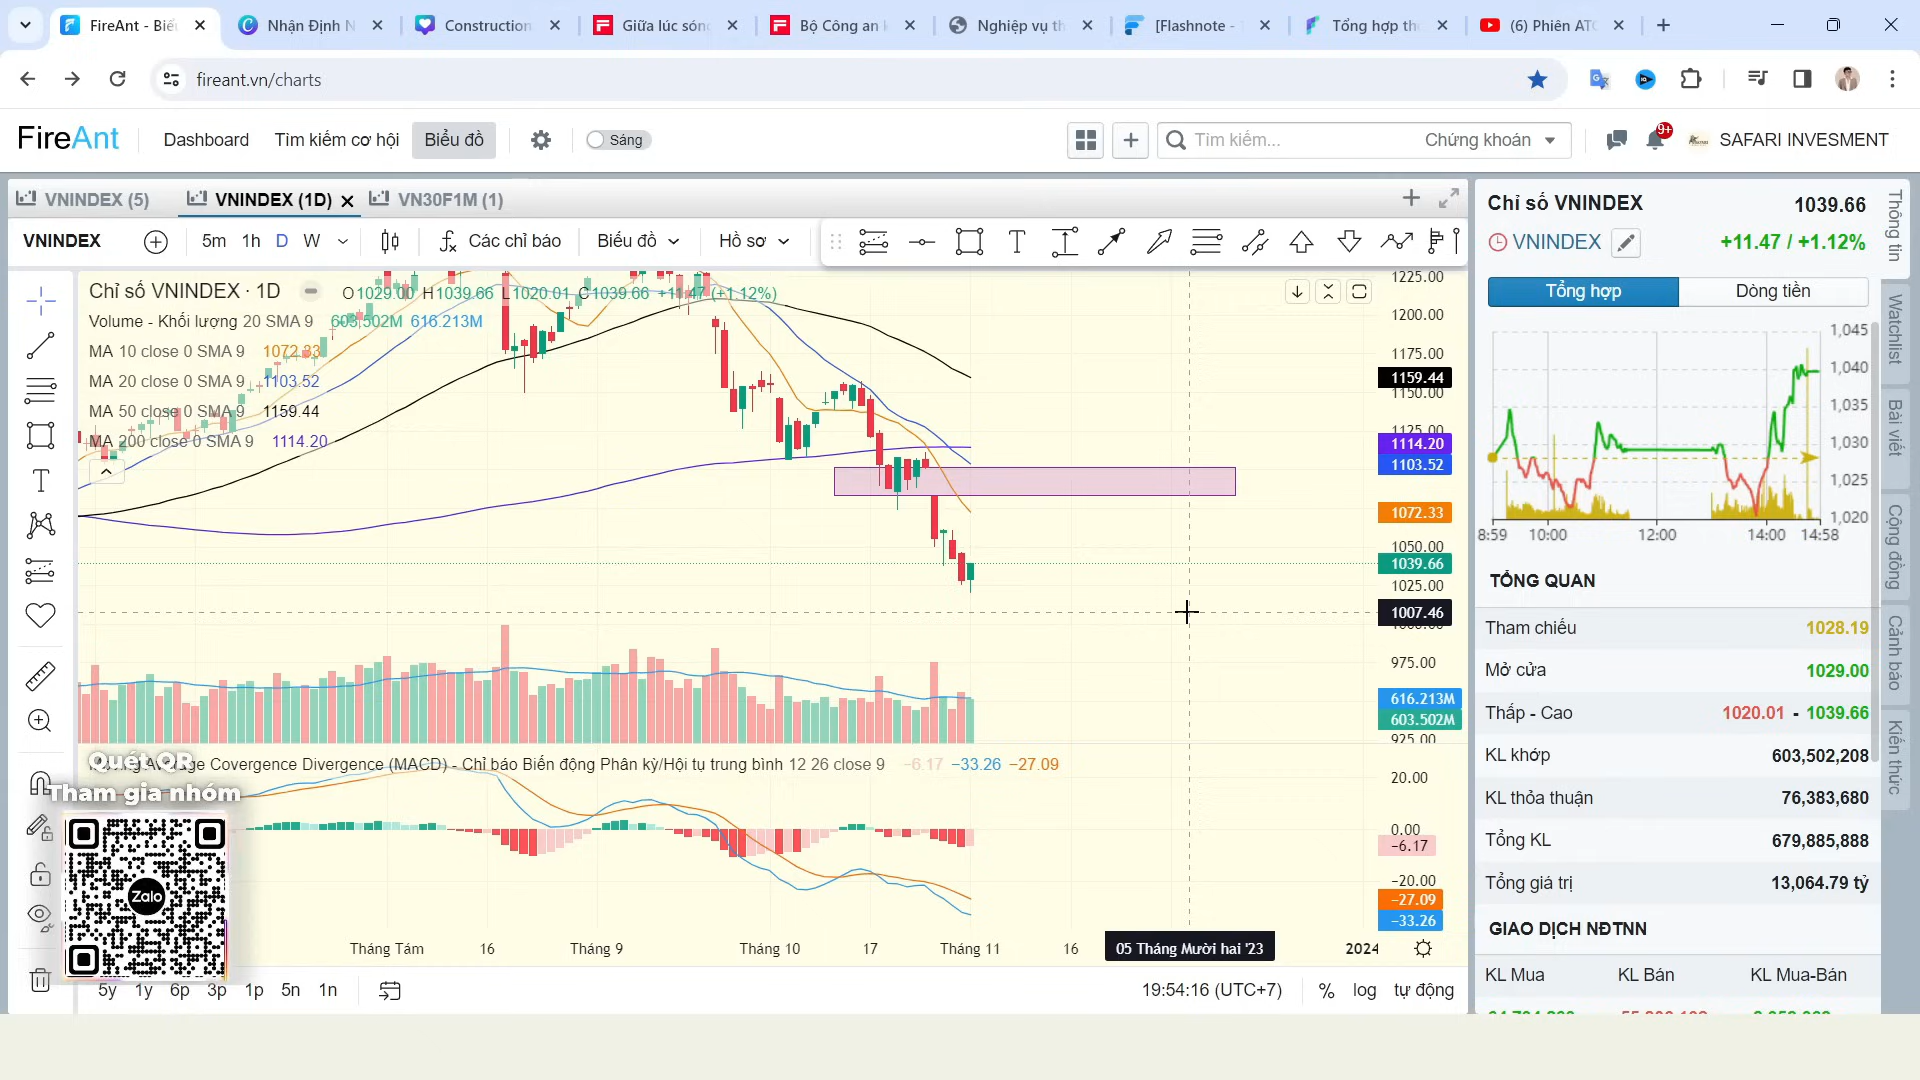 FireAnt - Biể
Nhận Định N
Construction
Giữa lúc sóng
Bộ Công an k
Nghiệp vụ th
[Flashnote -
Tổng hợp th
(6) Phiên ATC
fireant.vn/charts
FireAnt
Dashboard
Tìm kiếm cơ hội
Biểu đồ
Sáng
Tìm kiếm...
Chứng khoán
9+
SAFARI INVESMENT
VNINDEX (5)
VNINDEX (1D)
VN30F1M (1)
VNINDEX
5m 1h D W
Các chỉ báo
Biểu đồ
Hồ sơ
Chỉ số VNINDEX · 1D O1029.00 H1039.66 L1020.01 C1039.66 +11.47 (+1.12%)
Volume - Khối lượng 20 SMA 9 603.502M 616.213M
MA 10 close 0 SMA 9 1072.33
MA 20 close 0 SMA 9 1103.52
MA 50 close 0 SMA 9 1159.44
MA 200 close 0 SMA 9 1114.20
1225.00
1200.00
1175.00
1159.44
1150.00
1125.00
1114.20
1103.52
1072.33
1050.00
1039.66
1025.00
1007.46
1000.00
975.00
616.213M
603.502M
925.00
Average Covergence Divergence (MACD) - Chỉ báo Biến động Phân kỳ/Hội tụ trung bình 12 26 close 9 −6.17 −33.26 −27.09
20.00
0.00
−6.17
−20.00
−27.09
−33.26
Quét QR
Tham gia nhóm
Zalo
Tháng Tám 16 Tháng 9 Tháng 10 17 Tháng 11 16 05 Tháng Mười hai '23 2024
5y 1y 6p 3p 1p 5n 1n
19:54:16 (UTC+7) % log tự động
Chỉ số VNINDEX 1039.66
VNINDEX +11.47 / +1.12%
Tổng hợp
Dòng tiền
1,045
1,040
1,035
1,030
1,025
1,020
8:59 10:00 12:00 14:00 14:58
TỔNG QUAN
Tham chiếu 1028.19
Mở cửa 1029.00
Thấp - Cao 1020.01 - 1039.66
KL khớp 603,502,208
KL thỏa thuận 76,383,680
Tổng KL 679,885,888
Tổng giá trị 13,064.79 tỷ
GIAO DỊCH NĐTNN
KL Mua KL Bán KL Mua-Bán
Thông tin
Watchlist
Bài viết
Cộng đồng
Cảnh báo
Kiến thức